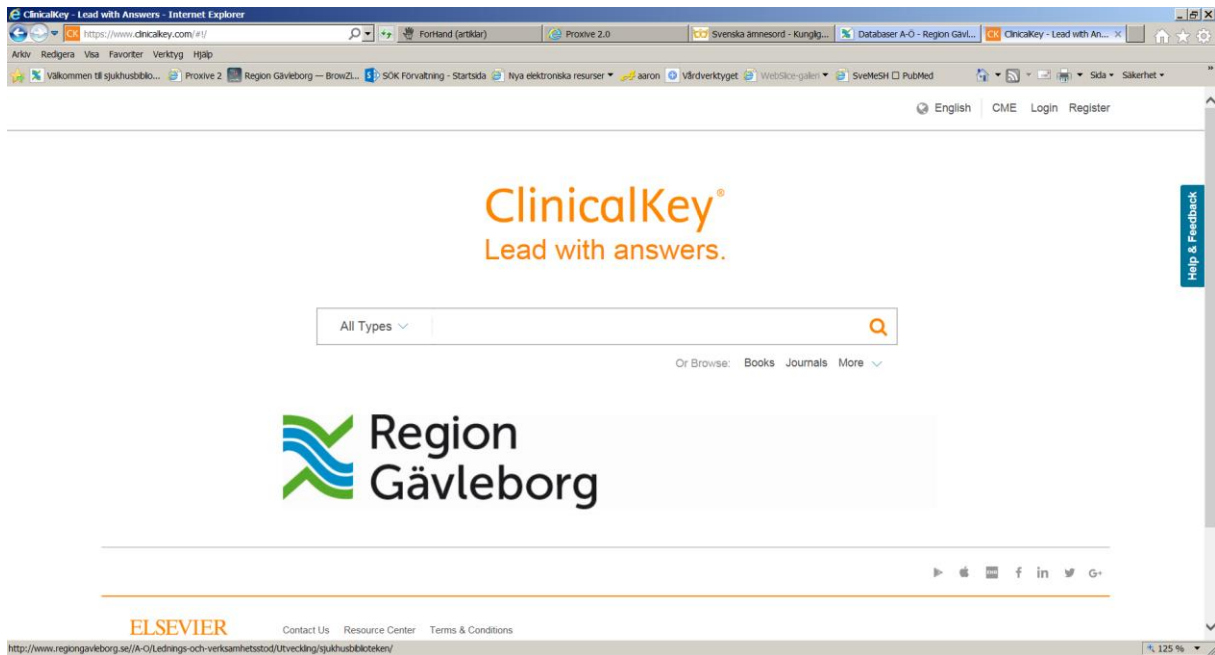 ClinicalKey - Lead with Answers - Internet Explorer
https://www.clinicalkey.com/#!/
ForHand (artiklar)
Proxive 2.0
Svenska ämnesord - Kunglig...
Databaser A-Ö - Region Gävl...
ClinicalKey - Lead with An...
Arkiv Redigera Visa Favoriter Verktyg Hjälp
Välkommen till sjukhusbiblio... Proxive 2 Region Gävleborg — BrowZi... SÖK Förvaltning - Startsida Nya elektroniska resurser aaron Vårdverktyget WebSlice-galeri SveMeSH PubMed Sida Säkerhet
English CME Login Register
ClinicalKey®
Lead with answers.
Help & Feedback
All Types
Or Browse: Books Journals More
Region
Gävleborg
ELSEVIER Contact Us Resource Center Terms & Conditions
http://www.regiongavleborg.se//A-O/Lednings-och-verksamhetsstod/Utveckling/sjukhusbiblioteken/
125 %